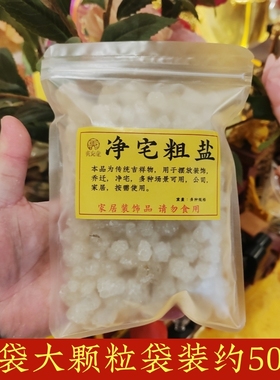 净宅粗盐
本品为传统吉祥物，用于摆放装饰，
乔迁，净宅，多种场景可用，公司，
家居，按需使用。
家居装饰品 请勿食用
袋大颗粒袋装约50